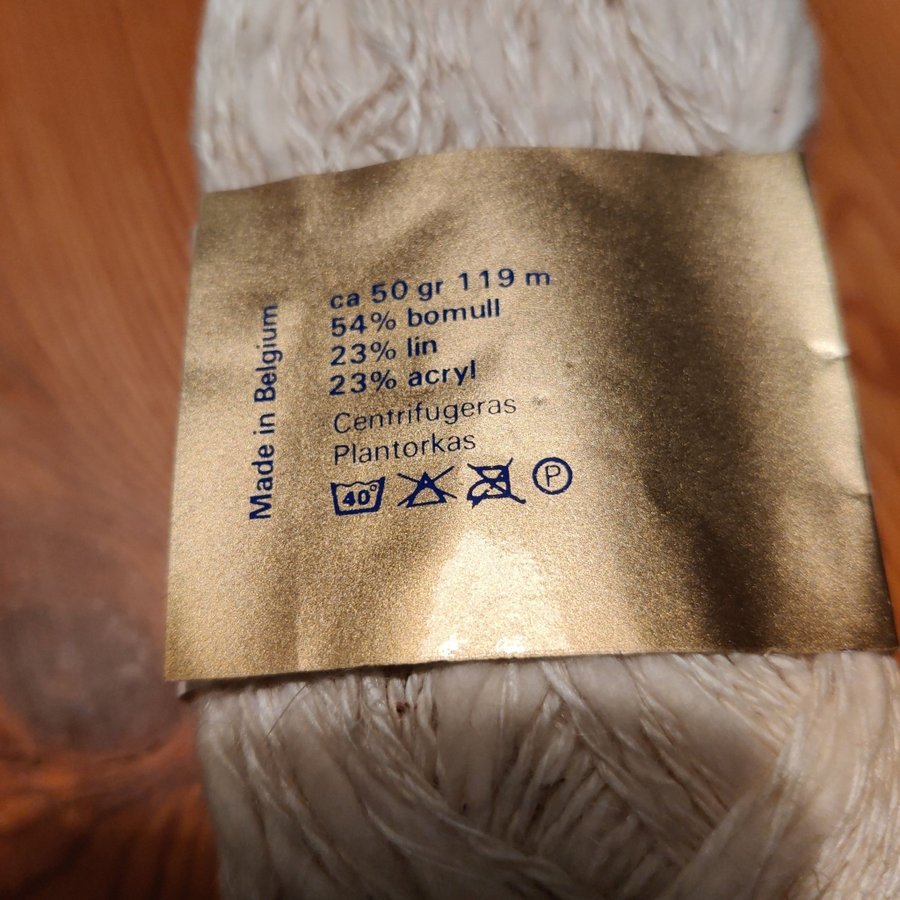 Made in Belgium
ca 50 gr 119 m
54% bomull
23% lin
23% acryl
Centrifugeras
Plantorkas
40° P